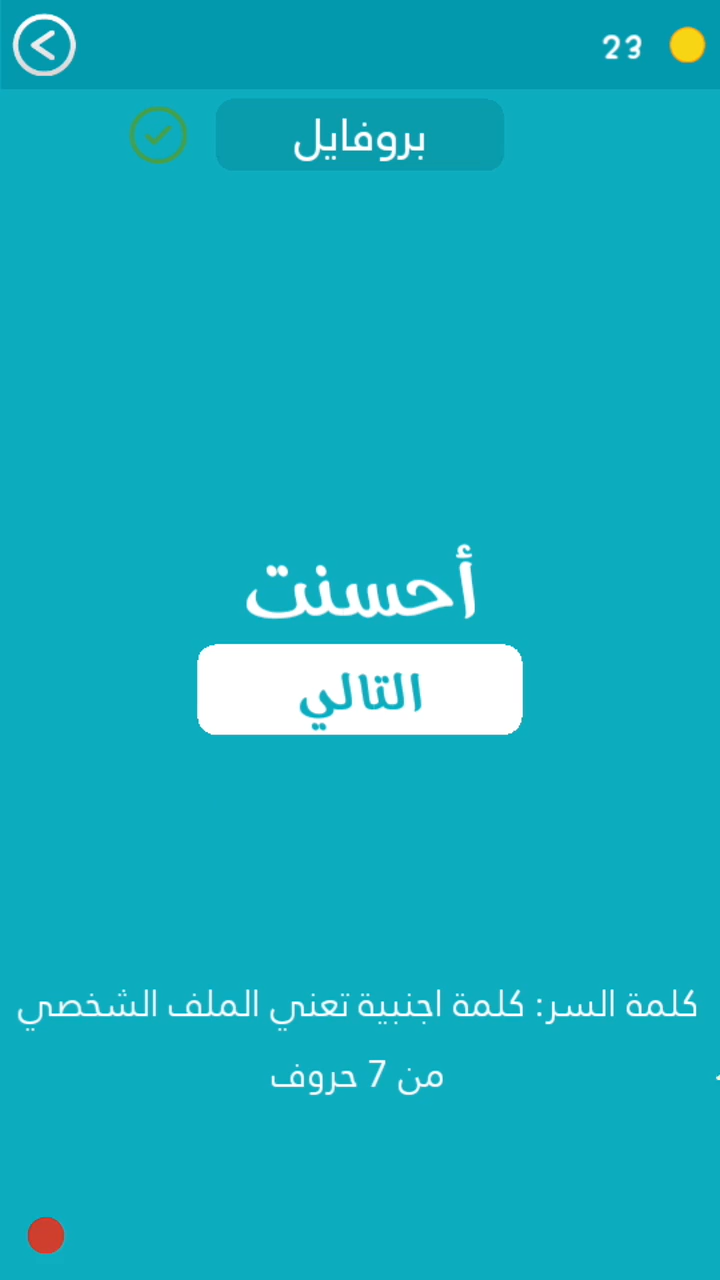 23
بروفايل
أحسنت
التالي
كلمة السر: كلمة اجنبية تعني الملف الشخصي
من 7 حروف